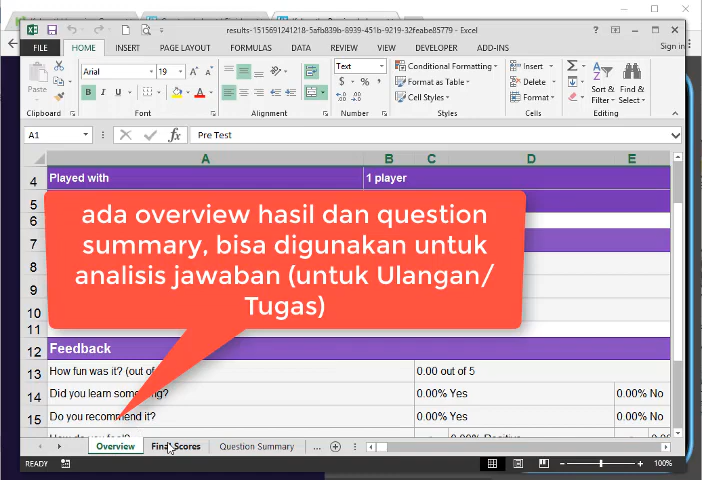 results-1515691241218-5afb839b-8939-451b-9219-32feabe85779 - Excel
FILE HOME INSERT PAGE LAYOUT FORMULAS DATA REVIEW VIEW DEVELOPER ADD-INS Sign in
Paste
Arial 19 A A
B I U A
Text
$ % ,
Conditional Formatting
Format as Table
Cell Styles
Insert
Delete
Format
Sort & Filter
Find & Select
Clipboard Font Alignment Number Styles Cells Editing
A1 fx Pre Test
A B C D E
4 Played with 1 player
5
6
7
8
9
10
11
ada overview hasil dan question
summary, bisa digunakan untuk
analisis jawaban (untuk Ulangan/
Tugas)
12 Feedback
13 How fun was it? (out of 0.00 out of 5
14 Did you learn something? 0.00% Yes 0.00% No
15 Do you recommend it? 0.00% Yes 0.00% No
Overview Final Scores Question Summary ...
READY 100%